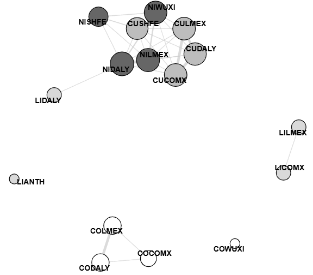 NIWUXI
NISHFE
CUSHFE
CULMEX
CUDALY
NILMEX
NIDALY
CUCOMX
LIDALY
LILMEX
LICOMX
LIANTH
COLMEX
COWUXI
COCOMX
CODALY